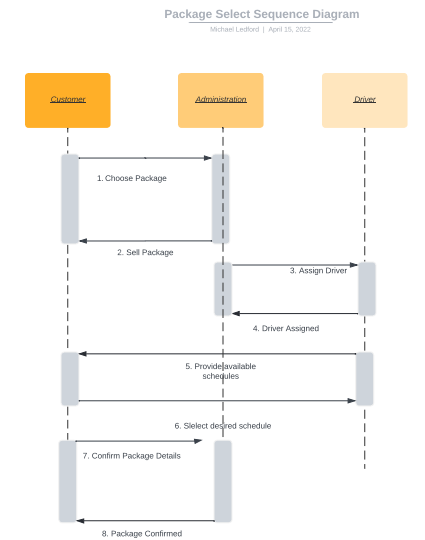 Package Select Sequence Diagram
Michael Ledford | April 15, 2022
Customer
Administration
Driver
1. Choose Package
2. Sell Package
3. Assign Driver
4. Driver Assigned
5. Provide available
schedules
6. Slelect desired schedule
7. Confirm Package Details
8. Package Confirmed